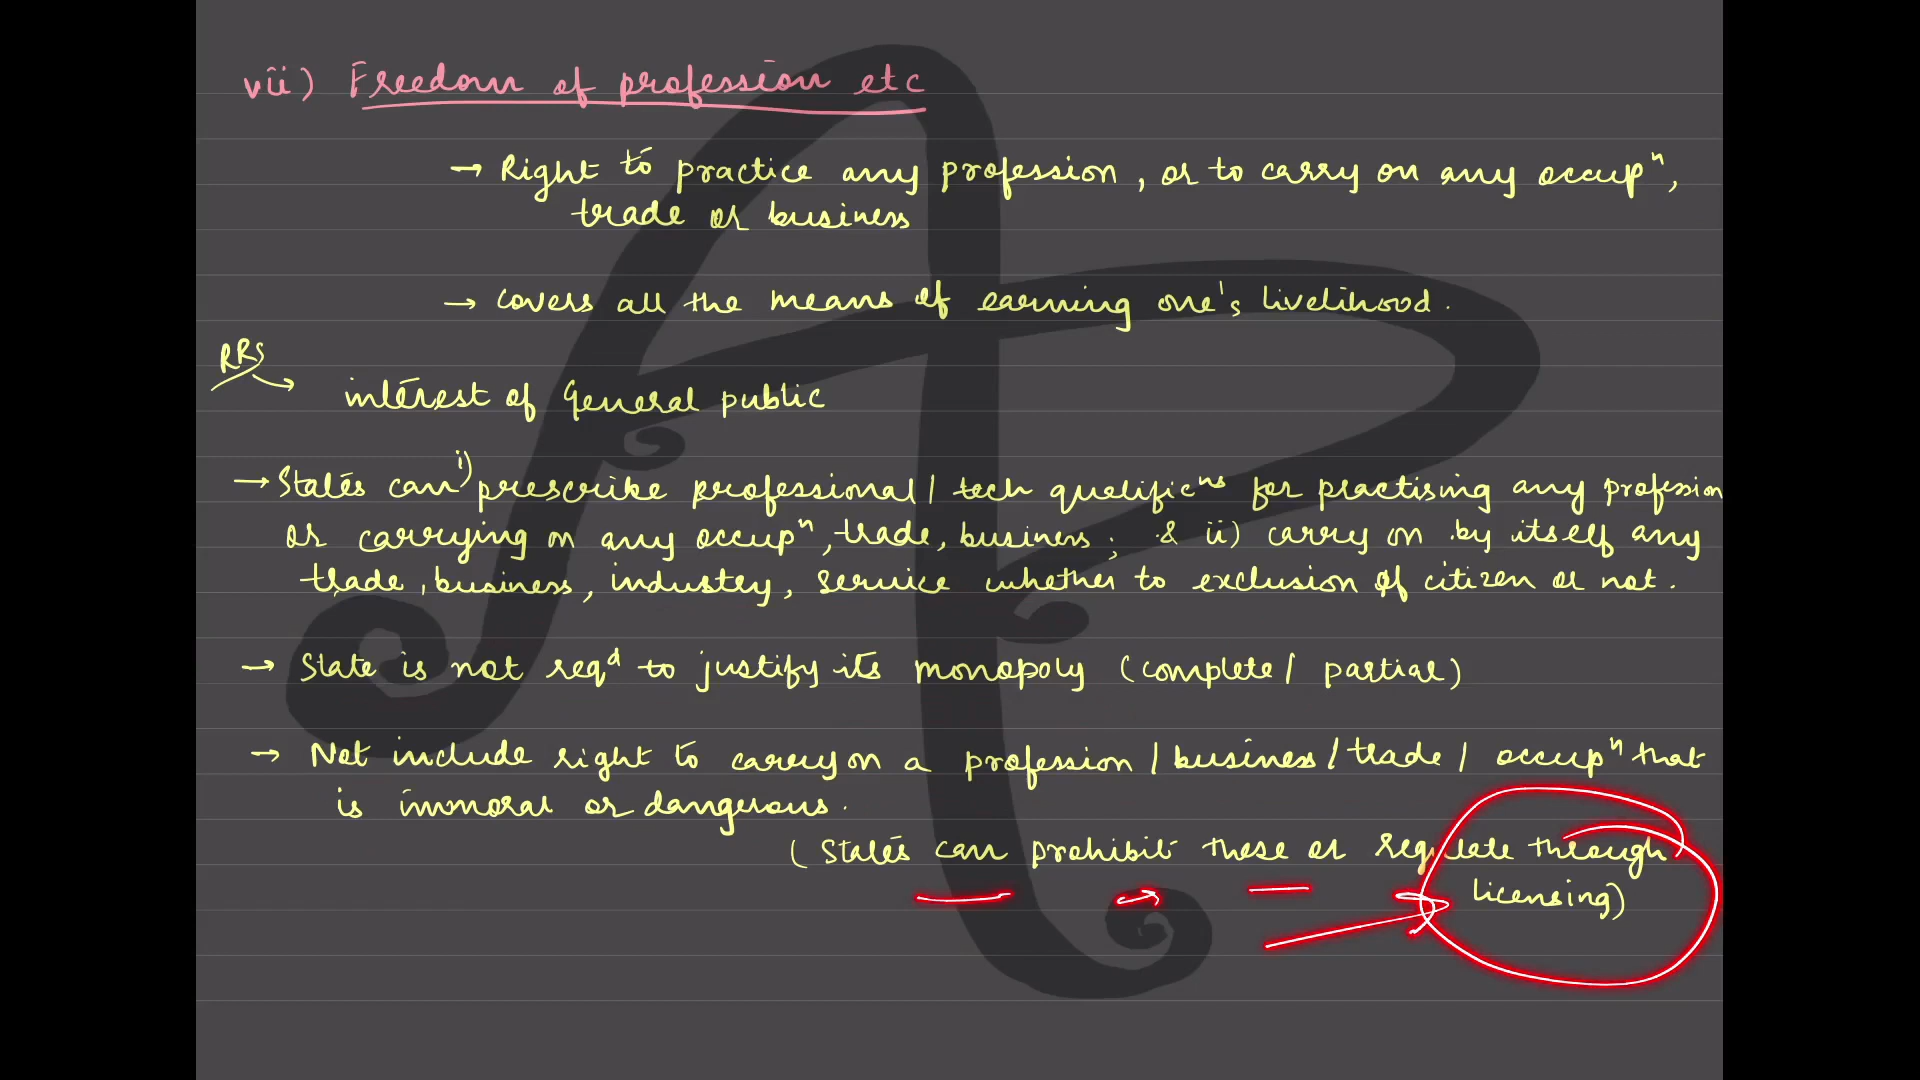 vii) Freedom of profession etc
→ Right to practice any profession, or to carry on any occupⁿ,
trade or business
→ covers all the means of earning one's livelihood.
RRs →
interest of General public
→ States can i) prescribe professional / tech qualificⁿˢ for practising any profession
or carrying on any occupⁿ, trade, business; & ii) carry on by itself any
trade, business, industry, service whether to exclusion of citizen or not.
→ State is not reqᵈ to justify its monopoly (complete / partial)
→ Not include right to carry on a profession / business / trade / occupⁿ that
is immoral or dangerous.
(States can prohibit these or regulate through
licensing)